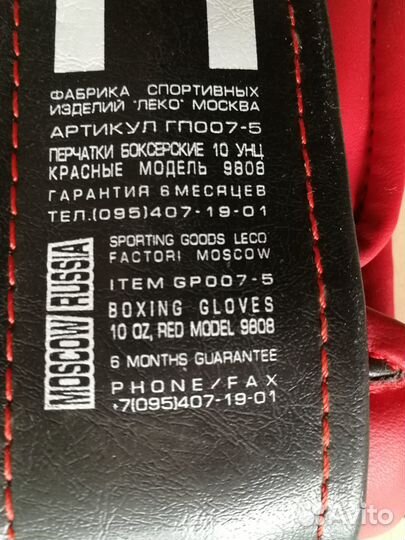 ФАБРИКА СПОРТИВНЫХ
ИЗДЕЛИЙ "ЛЕКО" МОСКВА
АРТИКУЛ ГП007-5
ПЕРЧАТКИ БОКСЕРСКИЕ 10 УНЦ.
КРАСНЫЕ МОДЕЛЬ 9808
ГАРАНТИЯ 6 МЕСЯЦЕВ
ТЕЛ.(095)407-19-01
MOSCOW/RUSSIA
SPORTING GOODS LECO
FACTORI MOSCOW
ITEM GP007-5
BOXING GLOVES
10 OZ, RED MODEL 9808
6 MONTHS GUARANTEE
PHONE/FAX
+7(095)407-19-01
Avito